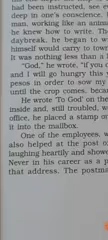 had been instructed, see e
deep in one's conscience.
man, working like an anim
he knew how to write. Th
daybreak, he began to w
himself would carry to town
It was nothing less than a l
"God," he wrote, "if you d
and I will go hungry this y
pesos in order to sow my
until the crop comes, becau
He wrote 'To God' on the
inside and, still troubled, w
office, he placed a stamp o
it into the mailbox.
One of the employees, w
also helped at the post o
laughing heartily and showe
Never in his career as a p
that address. The postma